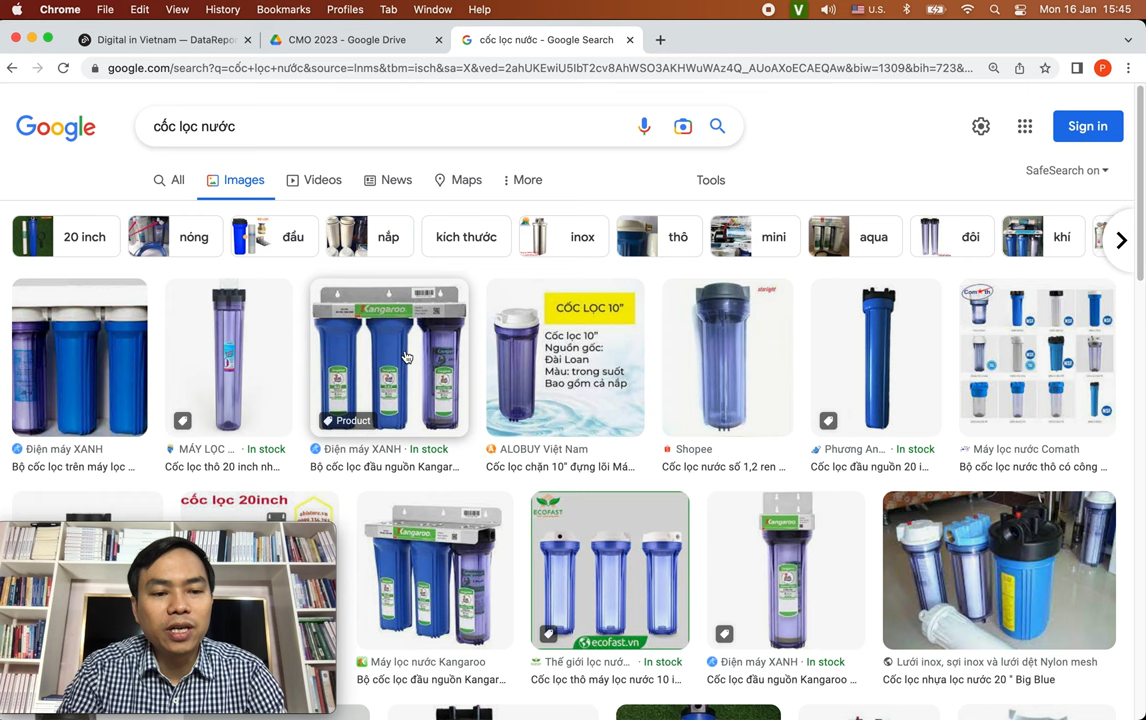 Chrome File Edit View History Bookmarks Profiles Tab Window Help V U.S. Mon 16 Jan 15:45
Digital in Vietnam — DataRepor CMO 2023 - Google Drive cốc lọc nước - Google Search
google.com/search?q=cốc+lọc+nước&source=lnms&tbm=isch&sa=X&ved=2ahUKEwiU5IbT2cv8AhWSO3AKHWuWAz4Q_AUoAXoECAEQAw&biw=1309&bih=723&... P
Google cốc lọc nước Sign in
All Images Videos News Maps More Tools SafeSearch on
20 inch nóng đầu nắp kích thước inox thô mini aqua đôi khí
Kangaroo
CỐC LỌC 10”
Cốc lọc 10”
Nguồn gốc:
Đài Loan
Màu: trong suốt
Bao gồm cả nắp
Product
Điện máy XANH MÁY LỌC ... · In stock Điện máy XANH · In stock ALOBUY Việt Nam Shopee Phương An... · In stock Máy lọc nước Comath
Bộ cốc lọc trên máy lọc ... Cốc lọc thô 20 inch nh... Bộ cốc lọc đầu nguồn Kangar... Cốc lọc chặn 10" đựng lõi Má... Cốc lọc nước số 1,2 ren ... Cốc lọc đầu nguồn 20 i... Bộ cốc lọc nước thô có công ...
cốc lọc 20inch
Kangaroo
ECOFAST
Kangaroo
ecofast.vn
Máy lọc nước Kangaroo Thế giới lọc nướ... · In stock Điện máy XANH · In stock Lưới inox, sợi inox và lưới dệt Nylon mesh
Bộ cốc lọc đầu nguồn Kangar... Cốc lọc thô máy lọc nước 10 i... Cốc lọc đầu nguồn Kangaroo ... Cốc lọc nhựa lọc nước 20 " Big Blue